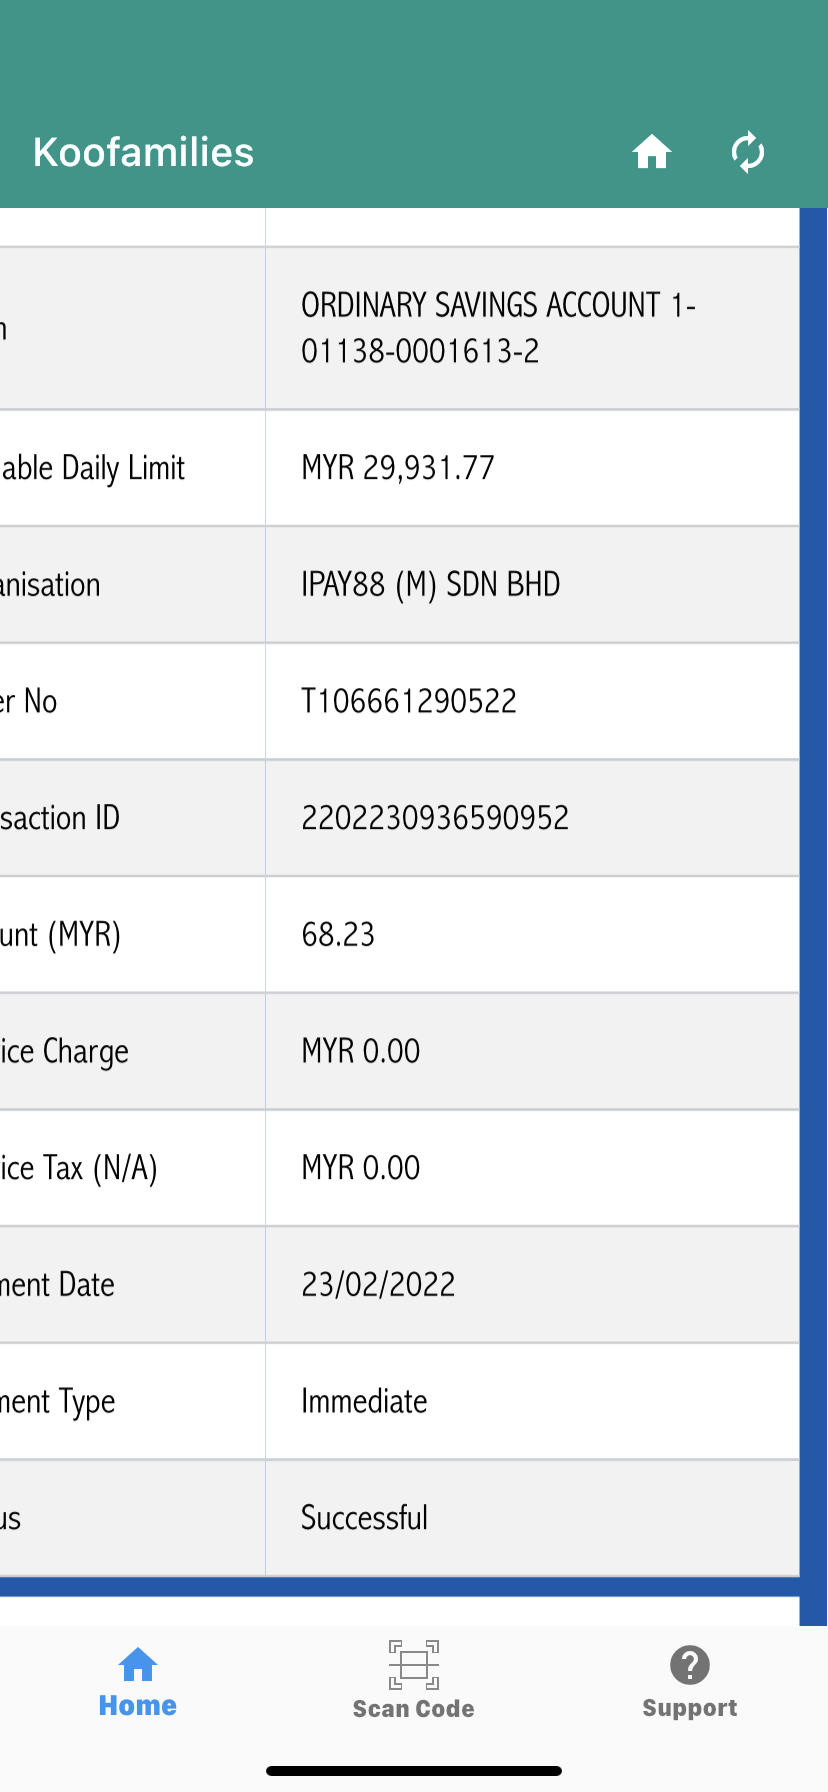 Koofamilies
ORDINARY SAVINGS ACCOUNT 1-
01138-0001613-2
able Daily Limit MYR 29,931.77
anisation IPAY88 (M) SDN BHD
er No T106661290522
saction ID 2202230936590952
unt (MYR) 68.23
ice Charge MYR 0.00
ice Tax (N/A) MYR 0.00
ment Date 23/02/2022
ment Type Immediate
us Successful
Home Scan Code Support